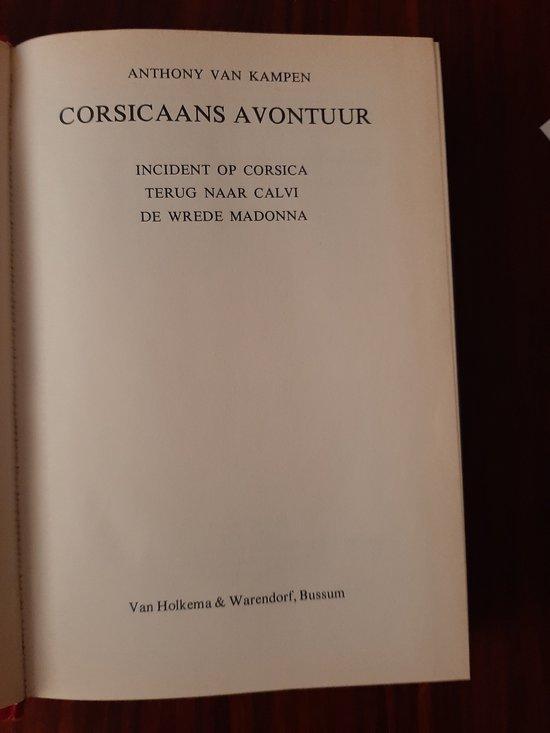 ANTHONY VAN KAMPEN
CORSICAANS AVONTUUR
INCIDENT OP CORSICA
TERUG NAAR CALVI
DE WREDE MADONNA
Van Holkema & Warendorf, Bussum